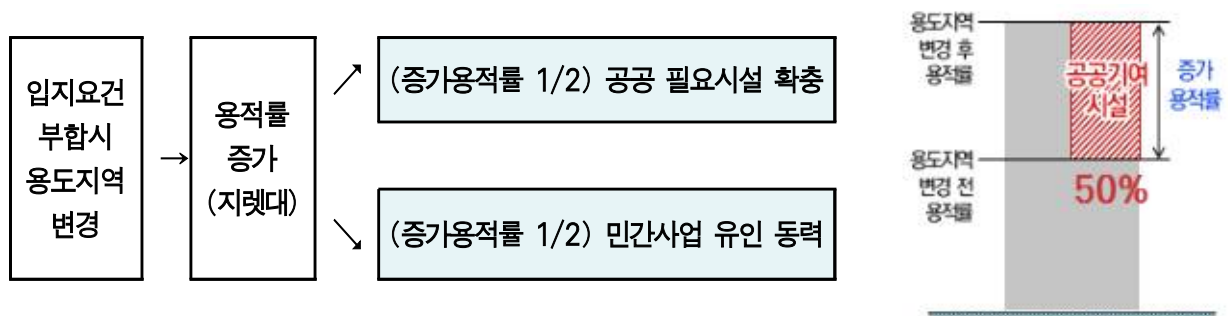 입지요건
부합시
용도지역
변경
→
용적률
증가
(지렛대)
↗
(증가용적률 1/2) 공공 필요시설 확충
↘
(증가용적률 1/2) 민간사업 유인 동력
용도지역
변경 후
용적률
공공기여
시설
증가
용적률
용도지역
변경 전
용적률
50%